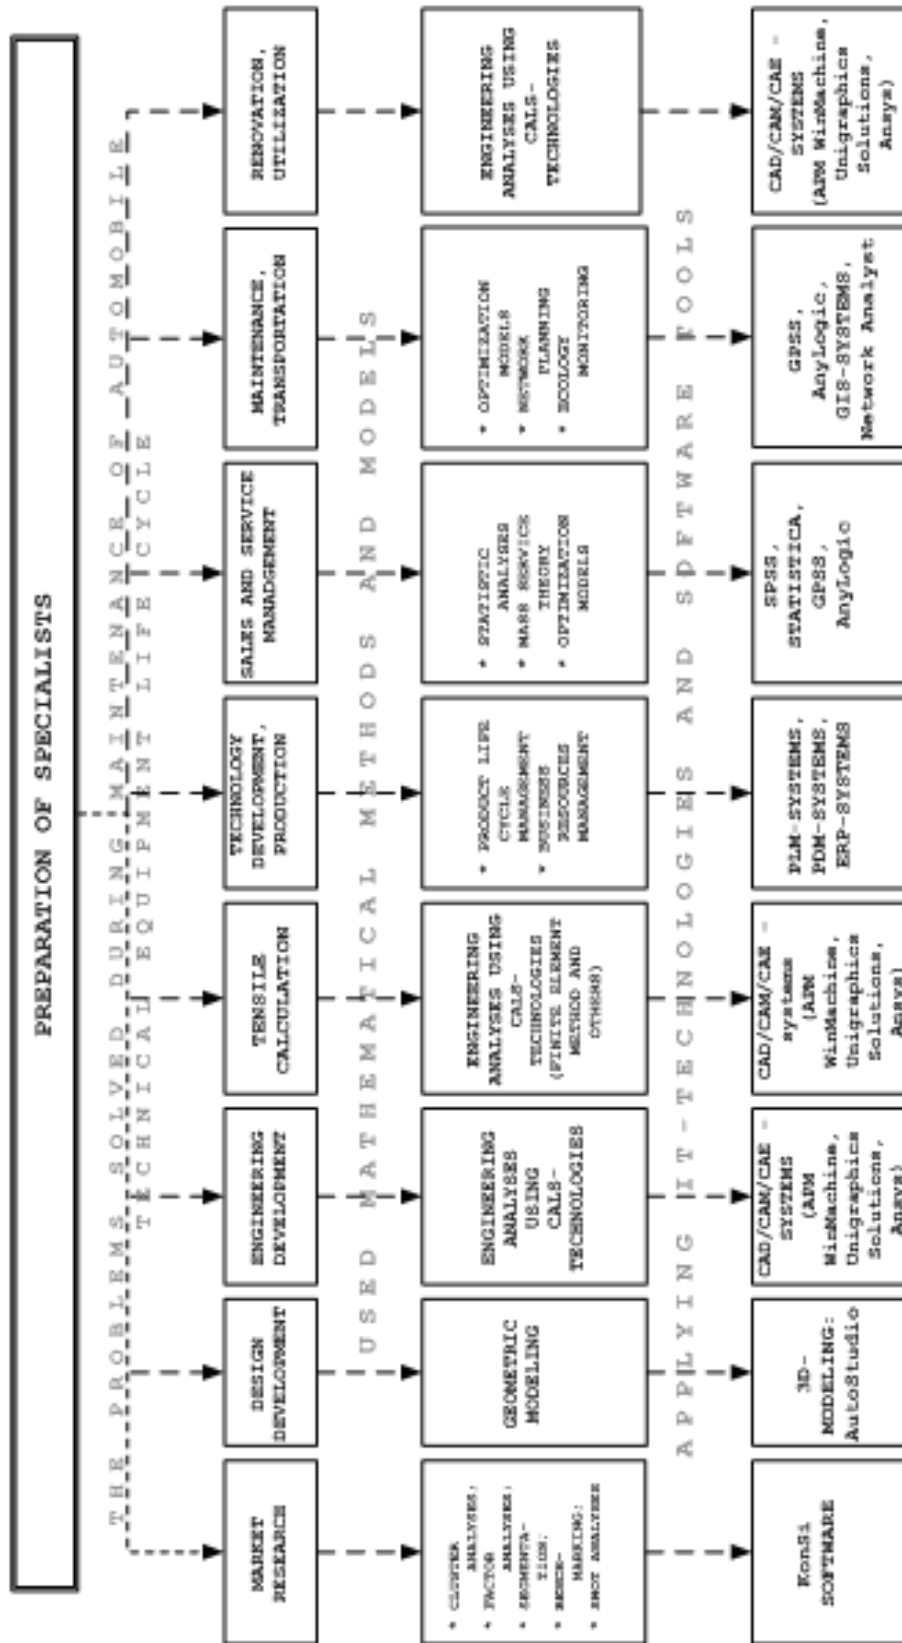 PREPARATION OF SPECIALISTS
THE PROBLEMS SOLVED DURING MAINTENANCE OF AUTOMOBILE
TECHNICAL EQUIPMENT LIFE CYCLE
MARKET
RESEARCH
DESIGN
DEVELOPMENT
ENGINEERING
DEVELOPMENT
TENSILE
CALCULATION
TECHNOLOGY
DEVELOPMENT,
PRODUCTION
SALES AND SERVICE
MANADGEMENT
MAINTENANCE,
TRANSPORTATION
RENOVATION,
UTILIZATION
USED MATHEMATICAL METHODS AND MODELS
* CLUSTER
ANALYSES;
* FACTOR
ANALYSES;
* SEGMENTA-
TION;
* BENCH-
MARKING;
* SWOT ANALYSES
GEOMETRIC
MODELING
ENGINEERING
ANALYSES
USING
CALS-
TECHNOLOGIES
ENGINEERING
ANALYSES USING
CALS-
TECHNOLOGIES
(FINITE ELEMENT
METHOD AND
OTHERS)
* PRODUCT LIFE
CYCLE
MANAGEMENT
* BUSINESS
RESOURCES
MANAGEMENT
* STATISTIC
ANALYSES
* MASS SERVICE
THEORY
* OPTIMIZATION
MODELS
* OPTIMIZATION
MODELS
* NETWORK
PLANNING
* ECOLOGY
MONITORING
ENGINEERING
ANALYSES USING
CALS-
TECHNOLOGIES
APPLYING IT-TECHNOLOGIES AND SOFTWARE TOOLS
KonSi
SOFTWARE
3D-
MODELING:
AutoStudio
CAD/CAM/CAE -
SYSTEMS
(APM
WinMachine,
Unigraphics
Solutions,
Ansys)
CAD/CAM/CAE -
systems
(APM
WinMachine,
Unigraphics
Solutions,
Ansys)
PLM-SYSTEMS,
PDM-SYSTEMS,
ERP-SYSTEMS
SPSS,
STATISTICA,
GPSS,
AnyLogic
GPSS,
AnyLogic,
GIS-SYSTEMS,
Network Analyst
CAD/CAM/CAE -
SYSTEMS
(APM WinMachine,
Unigraphics
Solutions,
Ansys)